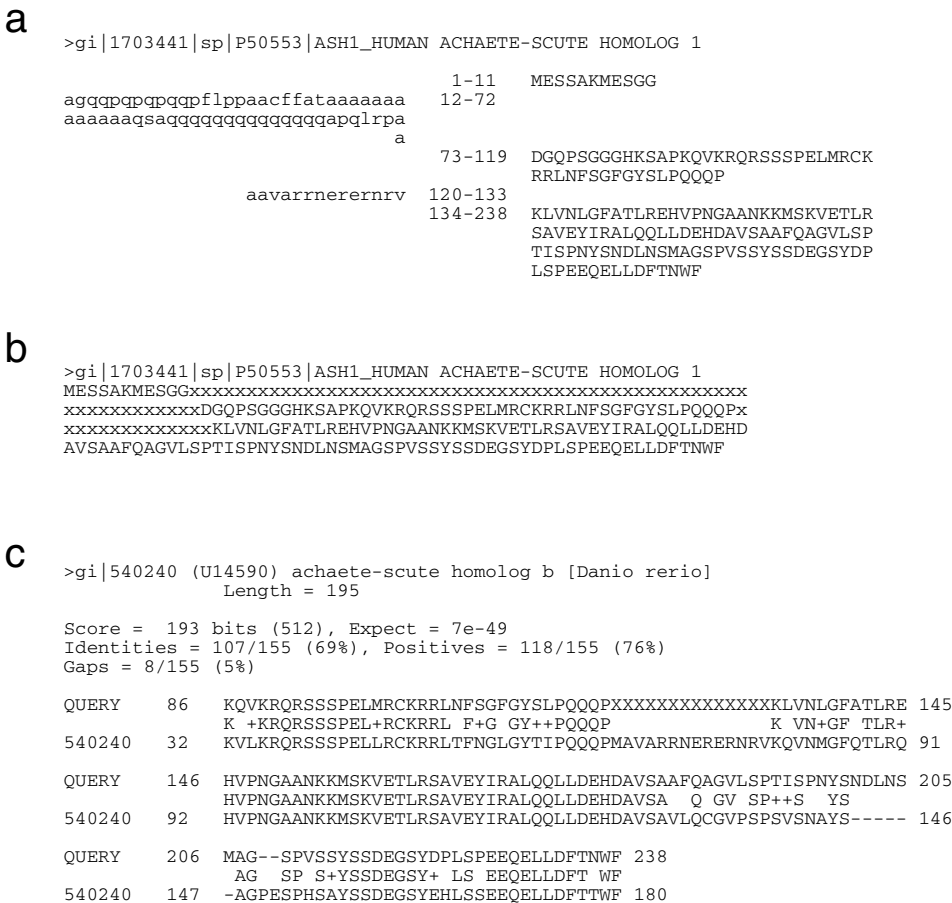 a
>gi|1703441|sp|P50553|ASH1_HUMAN ACHAETE-SCUTE HOMOLOG 1
1-11 MESSAKMESGG
agqqpqpqpqqpflppaacffataaaaaaa 12-72
aaaaaaqsaqqqqqqqqqqqqqqqapqlrpa
a
73-119 DGQPSGGGHKSAPKQVKRQRSSSPELMRCK
RRLNFSGFGYSLPQQQP
aavarrnerernrv 120-133
134-238 KLVNLGFATLREHVPNGAANKKMSKVETLR
SAVEYIRALQQLLDEHDAVSAAFQAGVLSP
TISPNYSNDLNSMAGSPVSSYSSDEGSYDP
LSPEEQELLDFTNWF
b
>gi|1703441|sp|P50553|ASH1_HUMAN ACHAETE-SCUTE HOMOLOG 1
MESSAKMESGGxxxxxxxxxxxxxxxxxxxxxxxxxxxxxxxxxxxxxxxxxxxxxxxxx
xxxxxxxxxxxxDGQPSGGGHKSAPKQVKRQRSSSPELMRCKRRLNFSGFGYSLPQQQPx
xxxxxxxxxxxxxKLVNLGFATLREHVPNGAANKKMSKVETLRSAVEYIRALQQLLDEHD
AVSAAFQAGVLSPTISPNYSNDLNSMAGSPVSSYSSDEGSYDPLSPEEQELLDFTNWF
c
>gi|540240 (U14590) achaete-scute homolog b [Danio rerio]
Length = 195
Score = 193 bits (512), Expect = 7e-49
Identities = 107/155 (69%), Positives = 118/155 (76%)
Gaps = 8/155 (5%)
QUERY 86 KQVKRQRSSSPELMRCKRRLNFSGFGYSLPQQQPXXXXXXXXXXXXXXKLVNLGFATLRE 145
K +KRQRSSSPEL+RCKRRL F+G GY++PQQQP K VN+GF TLR+
540240 32 KVLKRQRSSSPELLRCKRRLTFNGLGYTIPQQQPMAVARRNERERNRVKQVNMGFQTLRQ 91
QUERY 146 HVPNGAANKKMSKVETLRSAVEYIRALQQLLDEHDAVSAAFQAGVLSPTISPNYSNDLNS 205
HVPNGAANKKMSKVETLRSAVEYIRALQQLLDEHDAVSA Q GV SP++S YS
540240 92 HVPNGAANKKMSKVETLRSAVEYIRALQQLLDEHDAVSAVLQCGVPSPSVSNAYS----- 146
QUERY 206 MAG--SPVSSYSSDEGSYDPLSPEEQELLDFTNWF 238
AG SP S+YSSDEGSY+ LS EEQELLDFT WF
540240 147 -AGPESPHSAYSSDEGSYEHLSSEEQELLDFTTWF 180